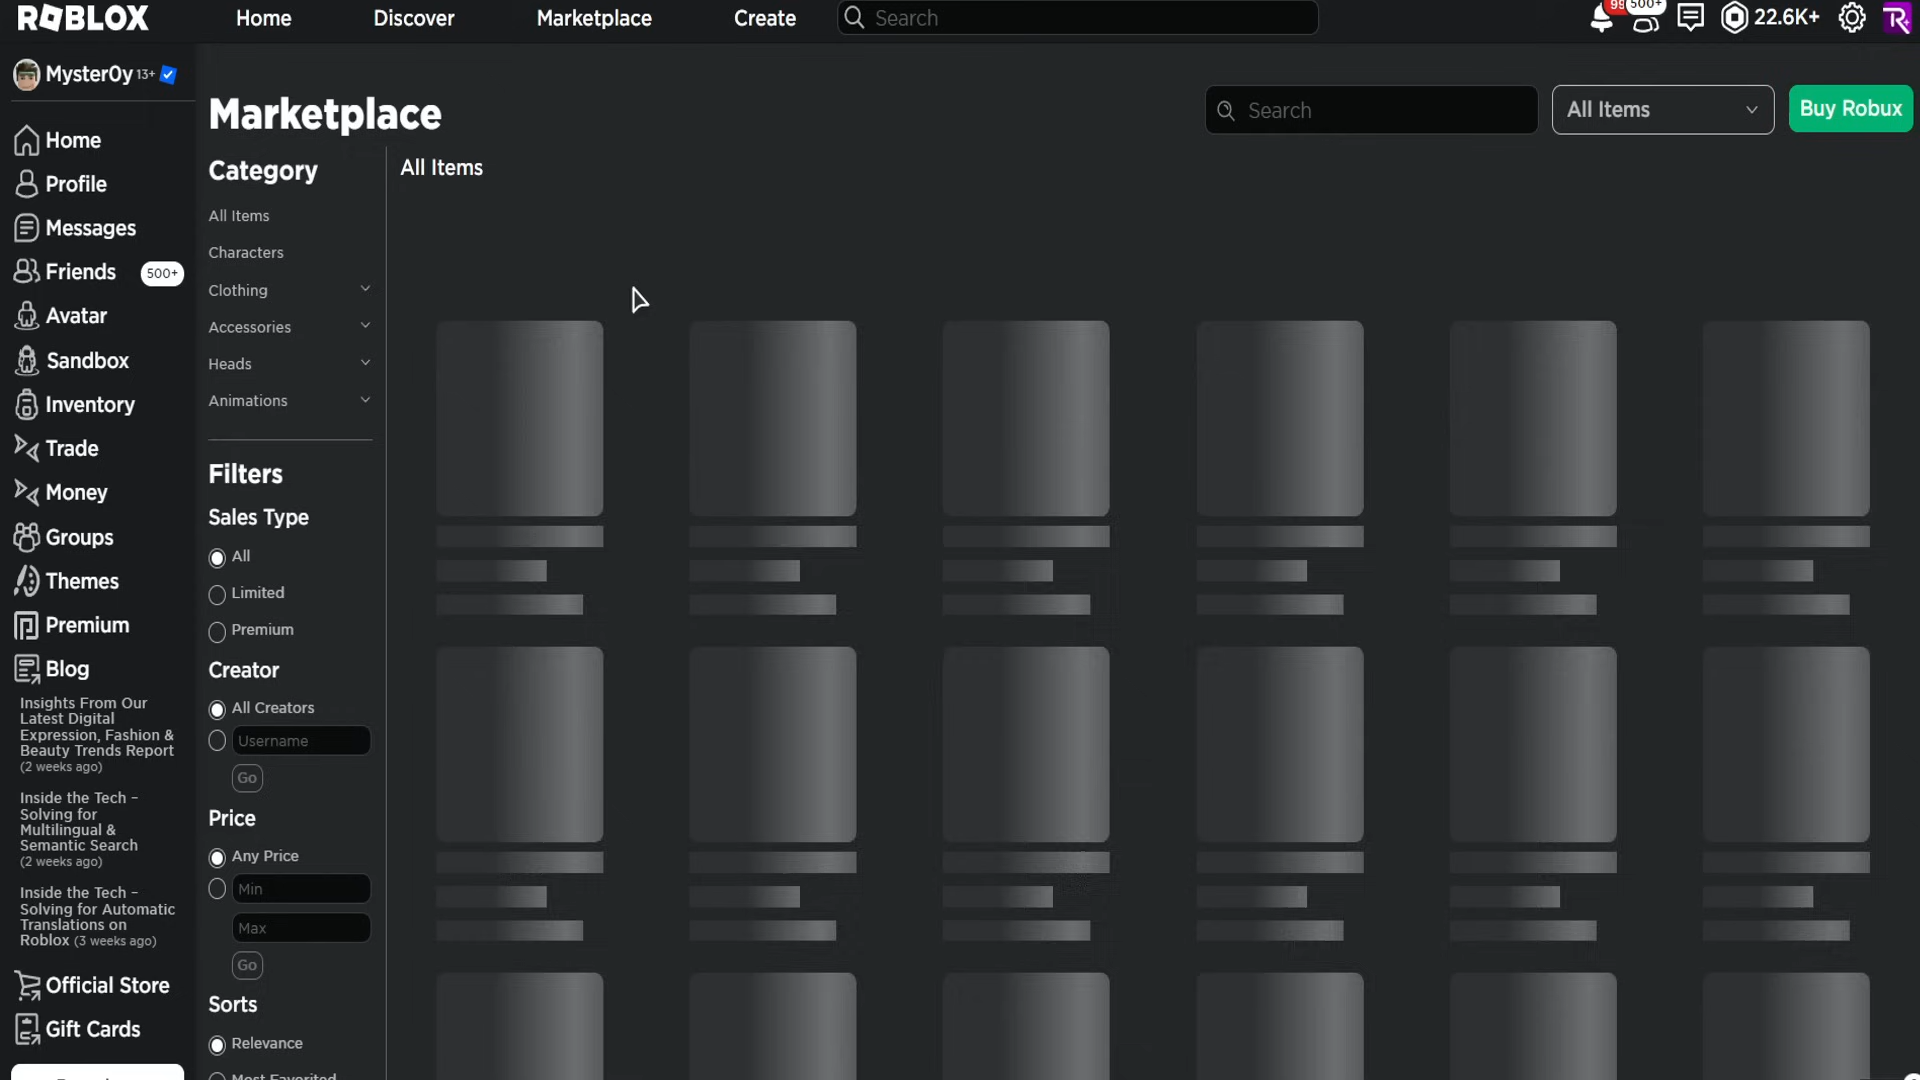 ROBLOX
Home
Discover
Marketplace
Create
Search
99
500+
22.6K+
Myster0y 13+
Home
Profile
Messages
Friends 500+
Avatar
Sandbox
Inventory
Trade
Money
Groups
Themes
Premium
Blog
Insights From Our
Latest Digital
Expression, Fashion &
Beauty Trends Report
(2 weeks ago)
Inside the Tech –
Solving for
Multilingual &
Semantic Search
(2 weeks ago)
Inside the Tech –
Solving for Automatic
Translations on
Roblox (3 weeks ago)
Official Store
Gift Cards
Marketplace
Search
All Items
Buy Robux
Category
All Items
Characters
Clothing
Accessories
Heads
Animations
Filters
Sales Type
All
Limited
Premium
Creator
All Creators
Username
Go
Price
Any Price
Min
Max
Go
Sorts
Relevance
Most Favorited
All Items